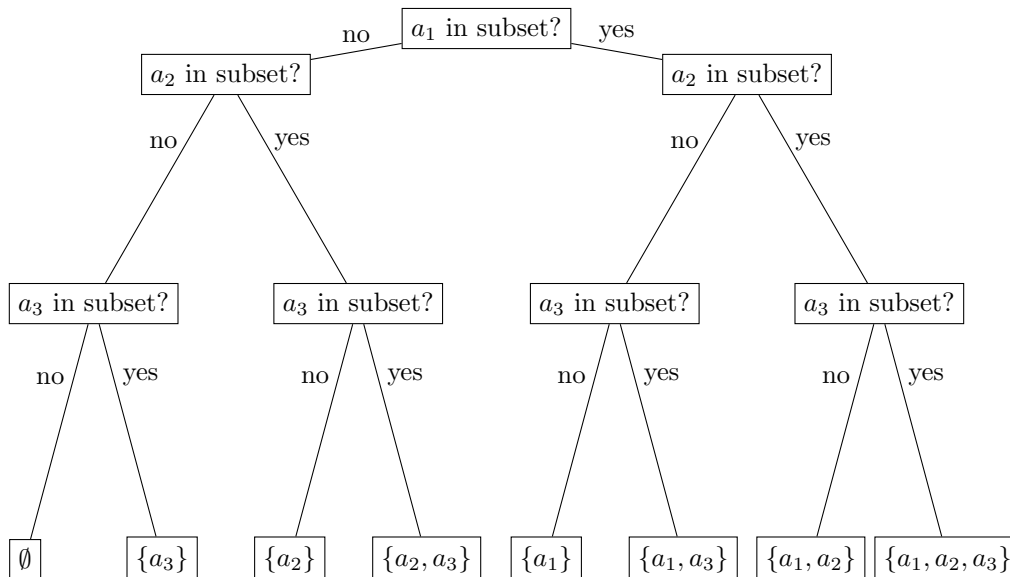 a₁ in subset?
no yes
a₂ in subset? a₂ in subset?
no yes no yes
a₃ in subset? a₃ in subset? a₃ in subset? a₃ in subset?
no yes no yes no yes no yes
∅ {a₃} {a₂} {a₂, a₃} {a₁} {a₁, a₃} {a₁, a₂} {a₁, a₂, a₃}